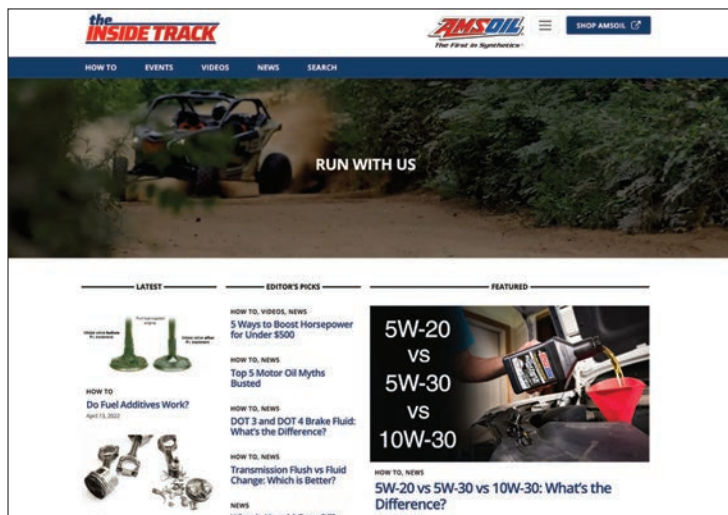 the
INSIDE TRACK
AMSOIL
The First in Synthetics®
SHOP AMSOIL
HOW TO
EVENTS
VIDEOS
NEWS
SEARCH
RUN WITH US
LATEST
HOW TO
Do Fuel Additives Work?
April 13, 2022
EDITOR'S PICKS
HOW TO, VIDEOS, NEWS
5 Ways to Boost Horsepower
for Under $500
HOW TO, NEWS
Top 5 Motor Oil Myths
Busted
HOW TO, NEWS
DOT 3 and DOT 4 Brake Fluid:
What's the Difference?
HOW TO, NEWS
Transmission Flush vs Fluid
Change: Which is Better?
NEWS
FEATURED
5W-20
vs
5W-30
vs
10W-30
HOW TO, NEWS
5W-20 vs 5W-30 vs 10W-30: What's the
Difference?